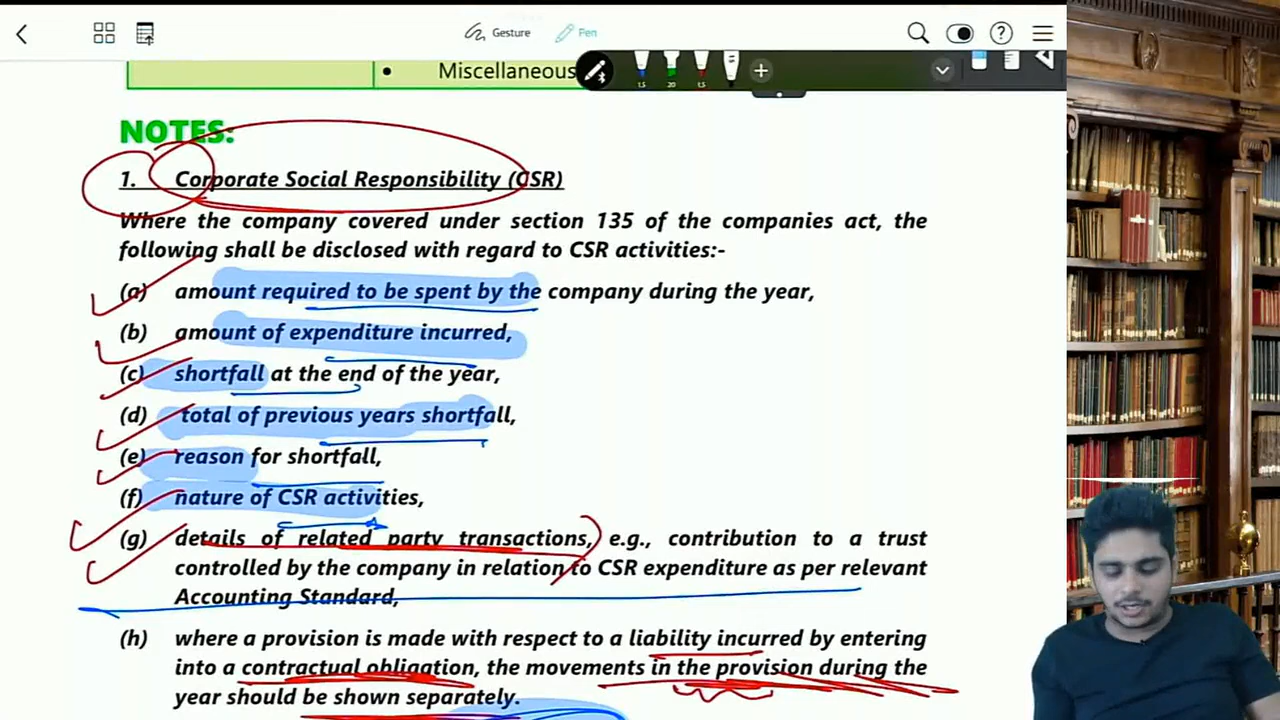 Gesture
Pen
• Miscellaneous
1.5 20 1.5
NOTES:
1. Corporate Social Responsibility (CSR)
Where the company covered under section 135 of the companies act, the
following shall be disclosed with regard to CSR activities:-
(a) amount required to be spent by the company during the year,
(b) amount of expenditure incurred,
(c) shortfall at the end of the year,
(d) total of previous years shortfall,
(e) reason for shortfall,
(f) nature of CSR activities,
(g) details of related party transactions, e.g., contribution to a trust
controlled by the company in relation to CSR expenditure as per relevant
Accounting Standard,
(h) where a provision is made with respect to a liability incurred by entering
into a contractual obligation, the movements in the provision during the
year should be shown separately.